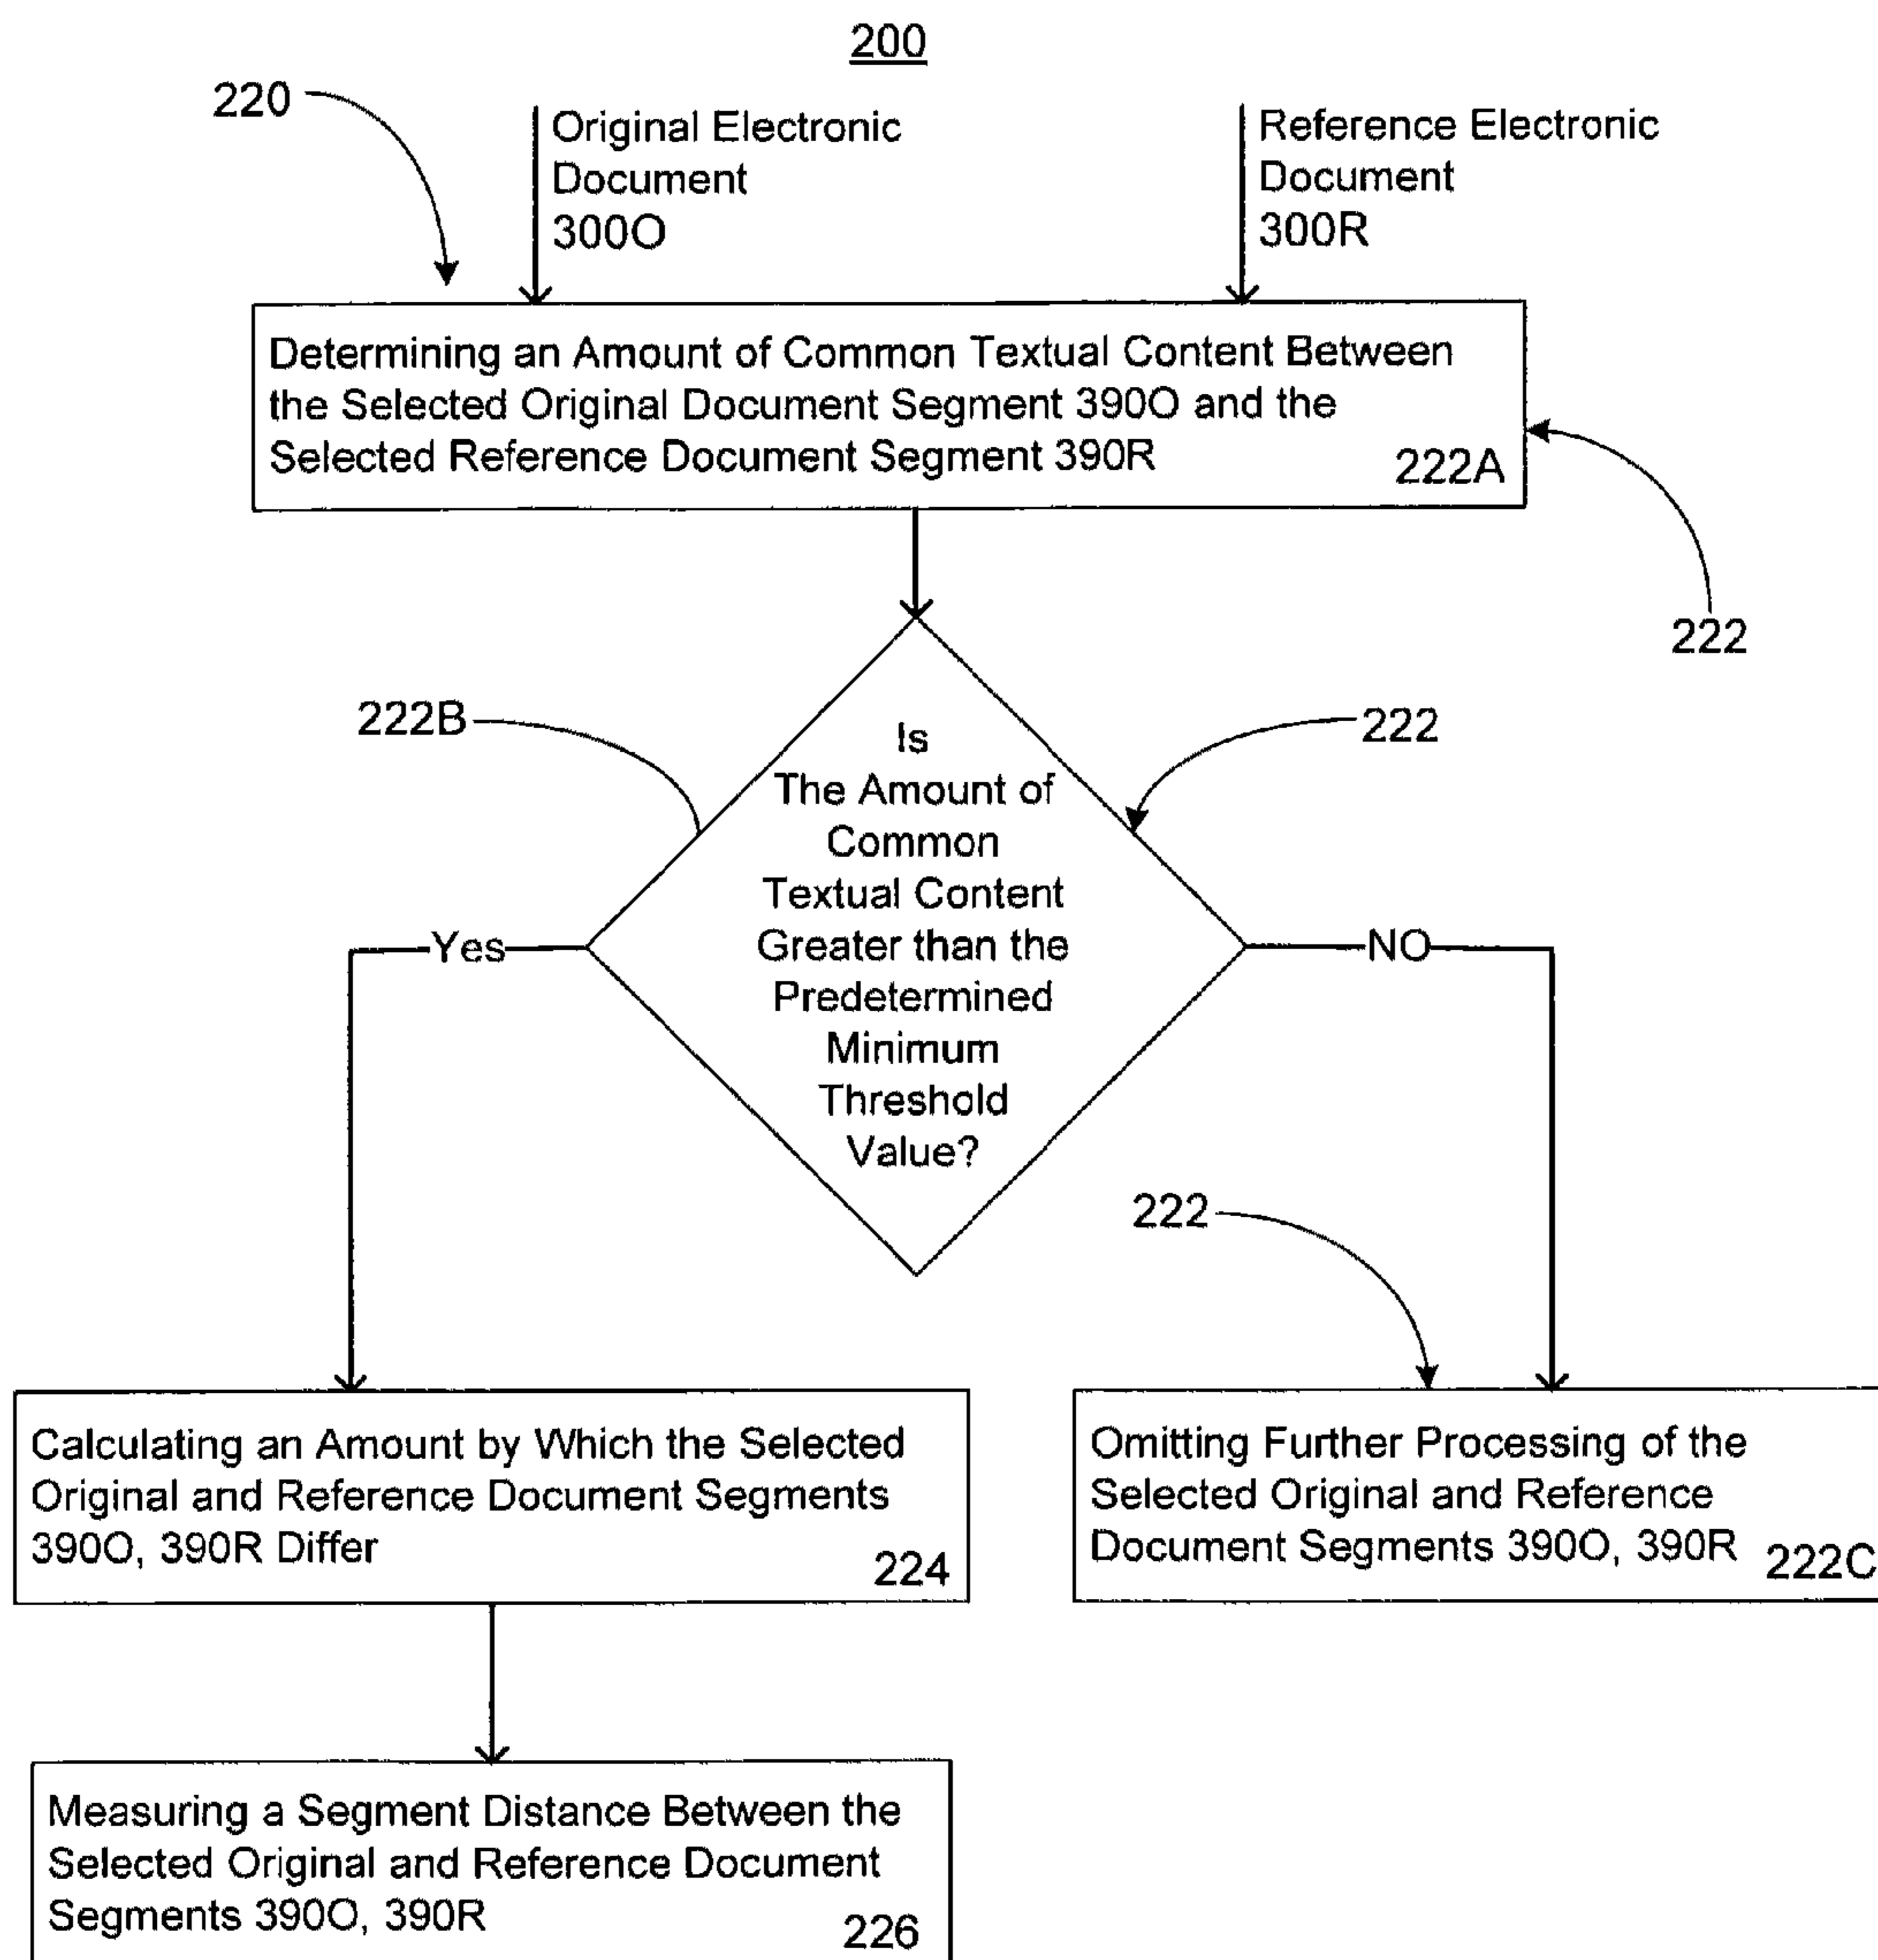 200
220
Original Electronic
Document
300O
Reference Electronic
Document
300R
Determining an Amount of Common Textual Content Between
the Selected Original Document Segment 390O and the
Selected Reference Document Segment 390R
222A
222
222B
222
Is
The Amount of
Common
Textual Content
Greater than the
Predetermined
Minimum
Threshold
Value?
Yes
NO
222
Calculating an Amount by Which the Selected
Original and Reference Document Segments
390O, 390R Differ
224
Omitting Further Processing of the
Selected Original and Reference
Document Segments 390O, 390R
222C
Measuring a Segment Distance Between the
Selected Original and Reference Document
Segments 390O, 390R
226